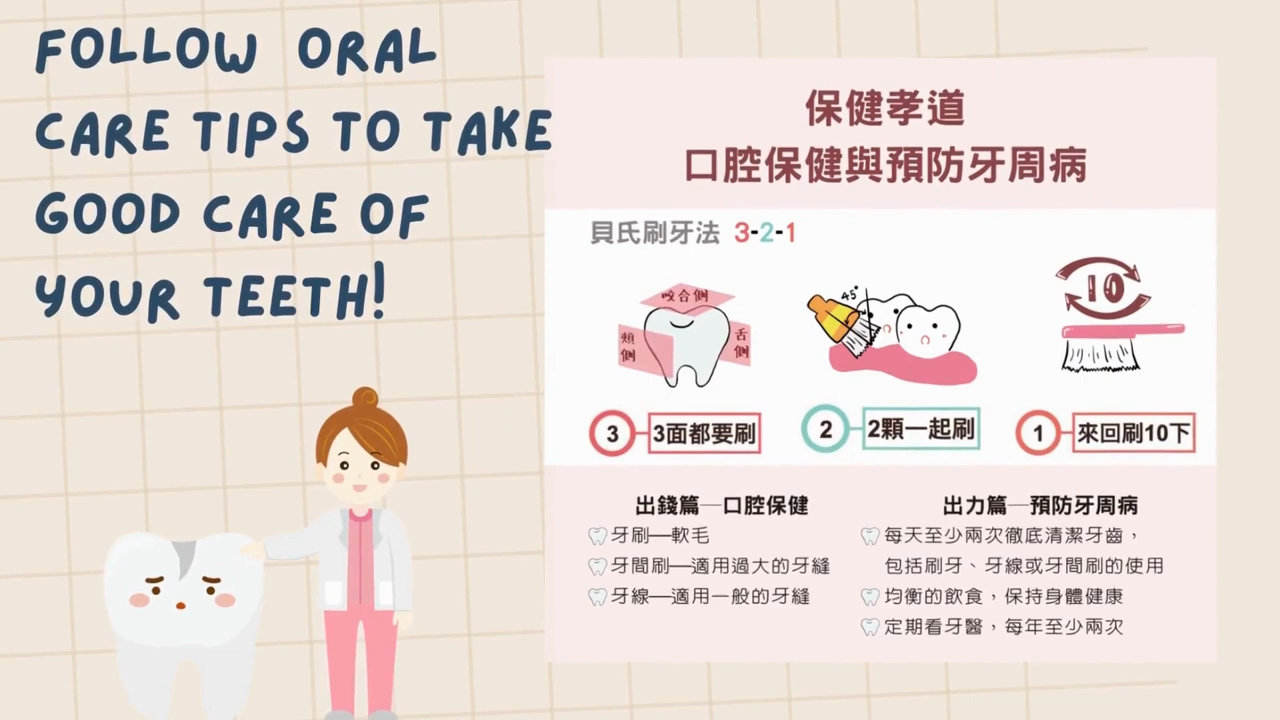 FOLLOW ORAL
CARE TIPS TO TAKE
GOOD CARE OF
YOUR TEETH!
保健孝道
口腔保健與預防牙周病
貝氏刷牙法 3-2-1
咬合側
頰側
舌側
45°
10
3 3面都要刷
2 2顆一起刷
1 來回刷10下
出錢篇—口腔保健
牙刷—軟毛
牙間刷—適用過大的牙縫
牙線—適用一般的牙縫
出力篇—預防牙周病
每天至少兩次徹底清潔牙齒，
包括刷牙、牙線或牙間刷的使用
均衡的飲食，保持身體健康
定期看牙醫，每年至少兩次